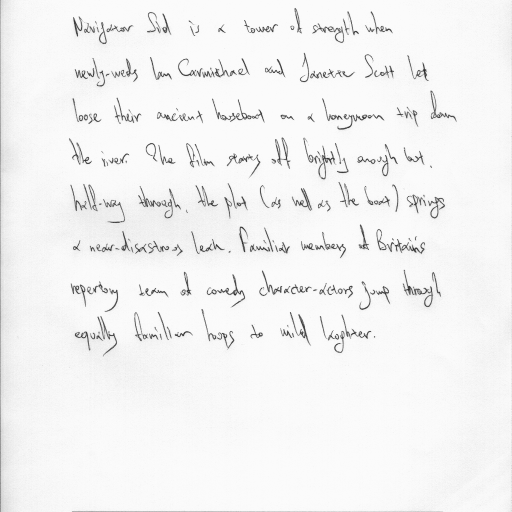 Navigator Sid is a tower of strength when
newly-weds Ian Carmichael and Janette Scott let
loose their ancient houseboat on a honeymoon trip down
the river. The film starts off brightly enough but,
half-way through, the plot (as well as the boat) springs
a near-disastrous leak. Familiar members of Britain's
repertory team of comedy character-actors jump through
equally familiar hoops to mild laughter.